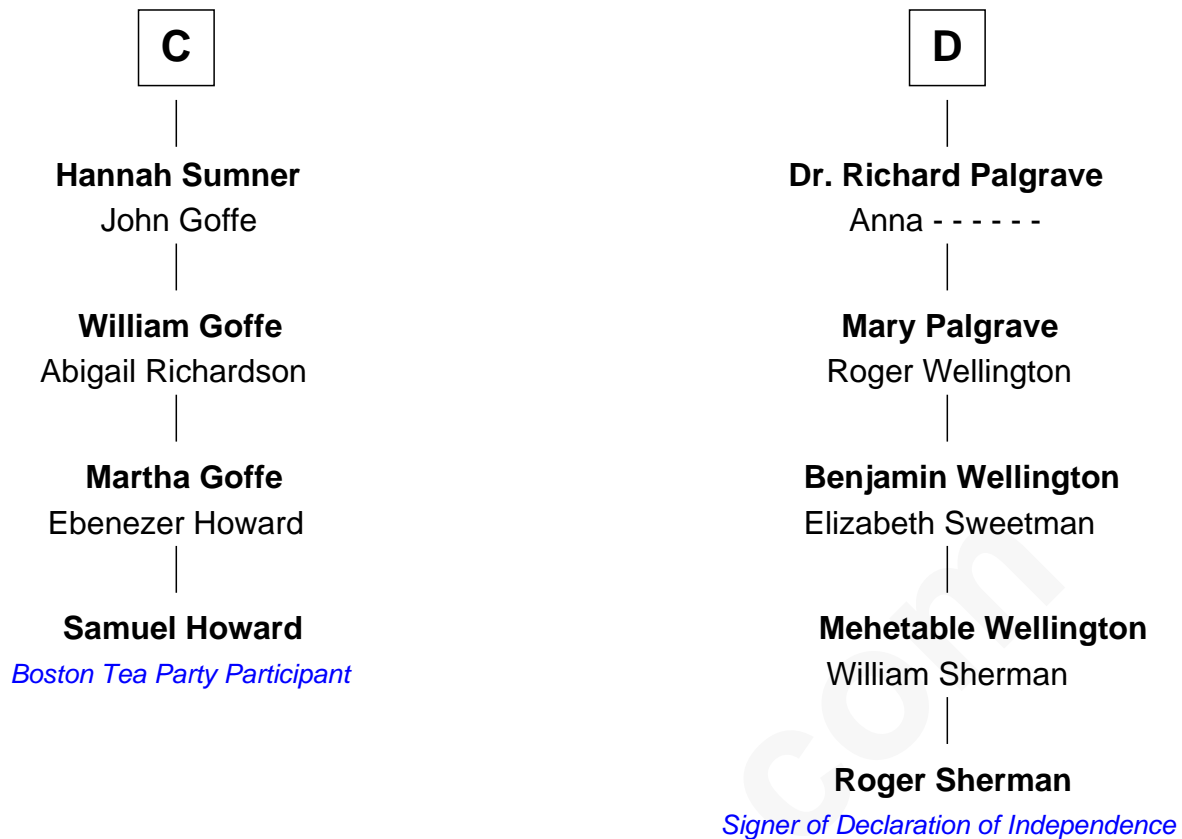 C
Hannah Sumner
John Goffe
William Goffe
Abigail Richardson
Martha Goffe
Ebenezer Howard
Samuel Howard
Boston Tea Party Participant
D
Dr. Richard Palgrave
Anna - - - - - -
Mary Palgrave
Roger Wellington
Benjamin Wellington
Elizabeth Sweetman
Mehetable Wellington
William Sherman
Roger Sherman
Signer of Declaration of Independence
com